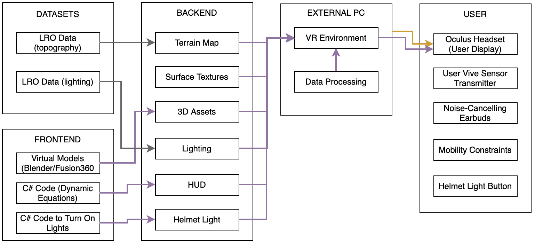 DATASETS
LRO Data
(topography)
LRO Data (lighting)
FRONTEND
Virtual Models
(Blender/Fusion360
C# Code (Dynamic
Equations)
C# Code to Turn On
Lights
BACKEND
Terrain Map
Surface Textures
3D Assets
Lighting
HUD
Helmet Light
EXTERNAL PC
VR Environment
Data Processing
USER
Oculus Headset
(User Display)
User Vive Sensor
Transmitter
Noise-Cancelling
Earbuds
Mobility Constraints
Helmet Light Button